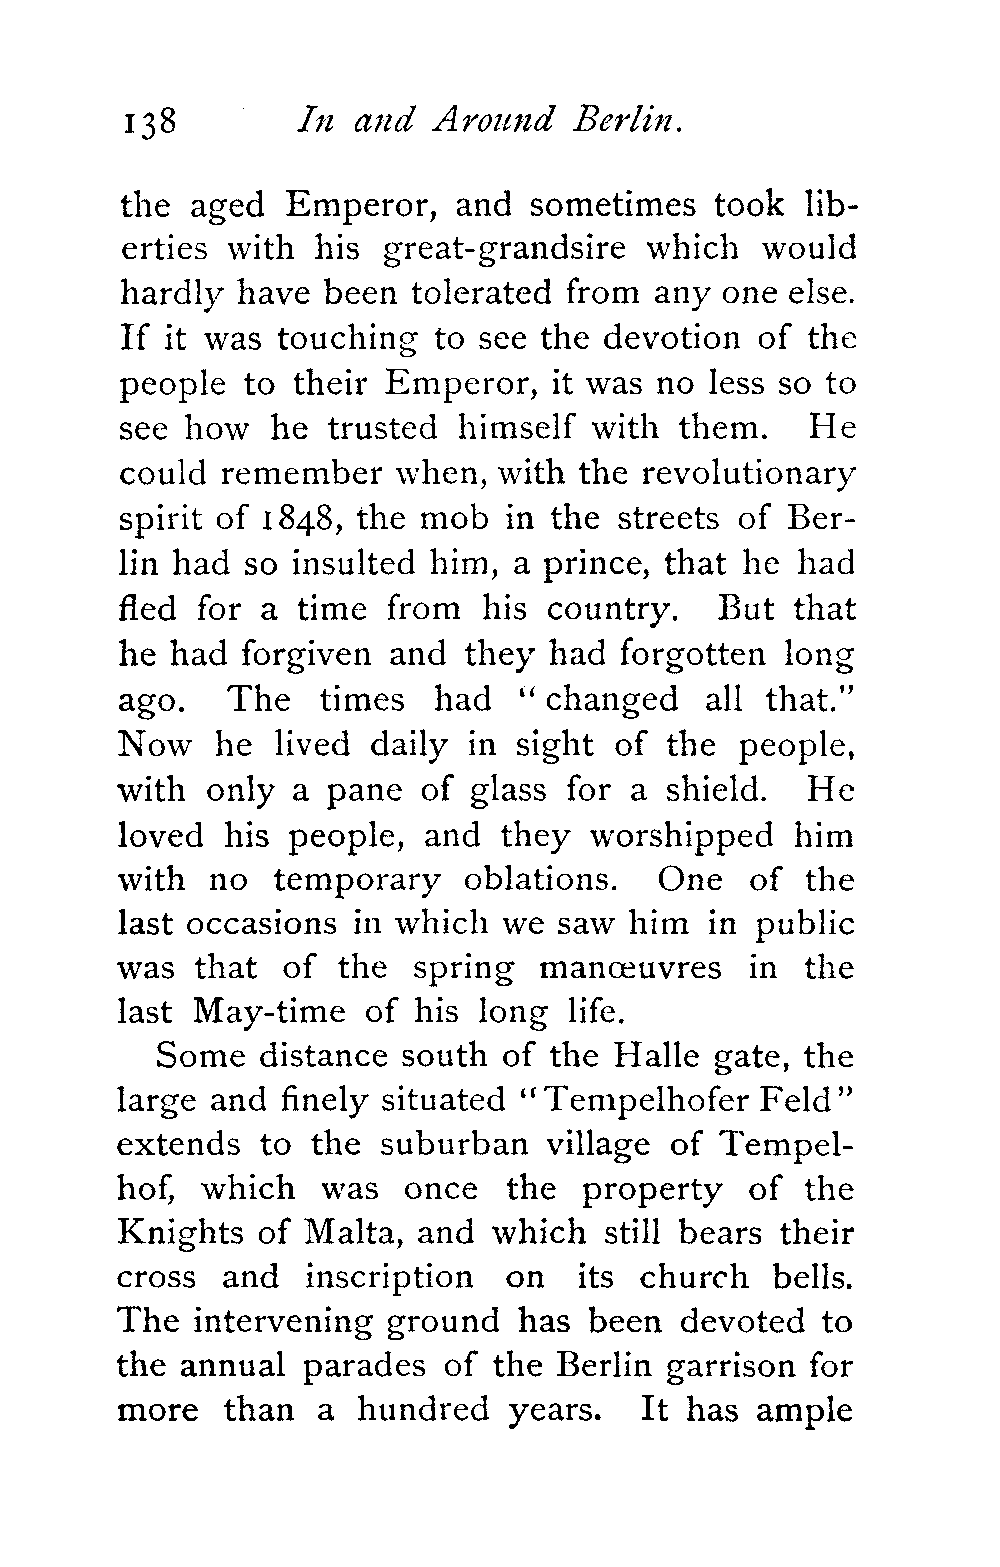 138 In and Around Berlin.
the aged Emperor, and sometimes took lib-
erties with his great-grandsire which would
hardly have been tolerated from any one else.
If it was touching to see the devotion of the
people to their Emperor, it was no less so to
see how he trusted himself with them. He
could remember when, with the revolutionary
spirit of 1848, the mob in the streets of Ber-
lin had so insulted him, a prince, that he had
fled for a time from his country. But that
he had forgiven and they had forgotten long
ago. The times had “ changed all that.”
Now he lived daily in sight of the people,
with only a pane of glass for a shield. He
loved his people, and they worshipped him
with no temporary oblations. One of the
last occasions in which we saw him in public
was that of the spring manœuvres in the
last May-time of his long life.
Some distance south of the Halle gate, the
large and finely situated “Tempelhofer Feld”
extends to the suburban village of Tempel-
hof, which was once the property of the
Knights of Malta, and which still bears their
cross and inscription on its church bells.
The intervening ground has been devoted to
the annual parades of the Berlin garrison for
more than a hundred years. It has ample